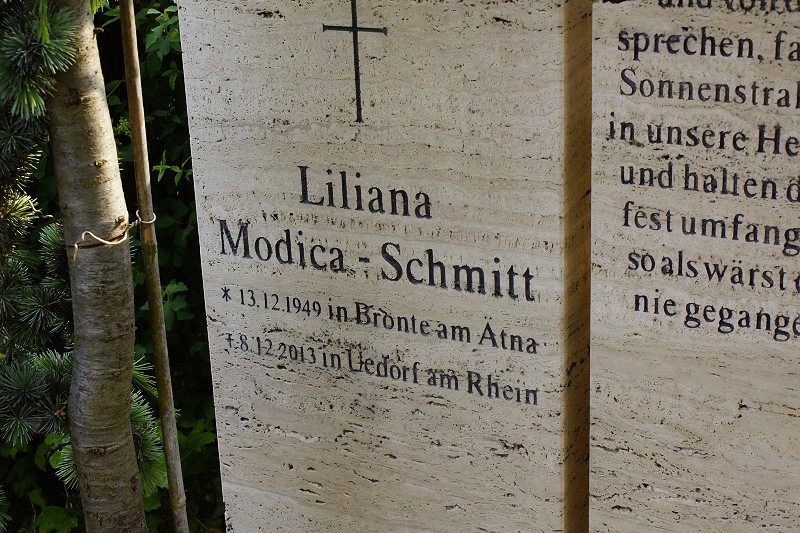 Liliana
Modica - Schmitt
* 13.12.1949 in Bronte am Ätna
† 8.12.2013 in Uedorf am Rhein
und
sprechen,
in unsere
und halten
fest
so als wärst
nie